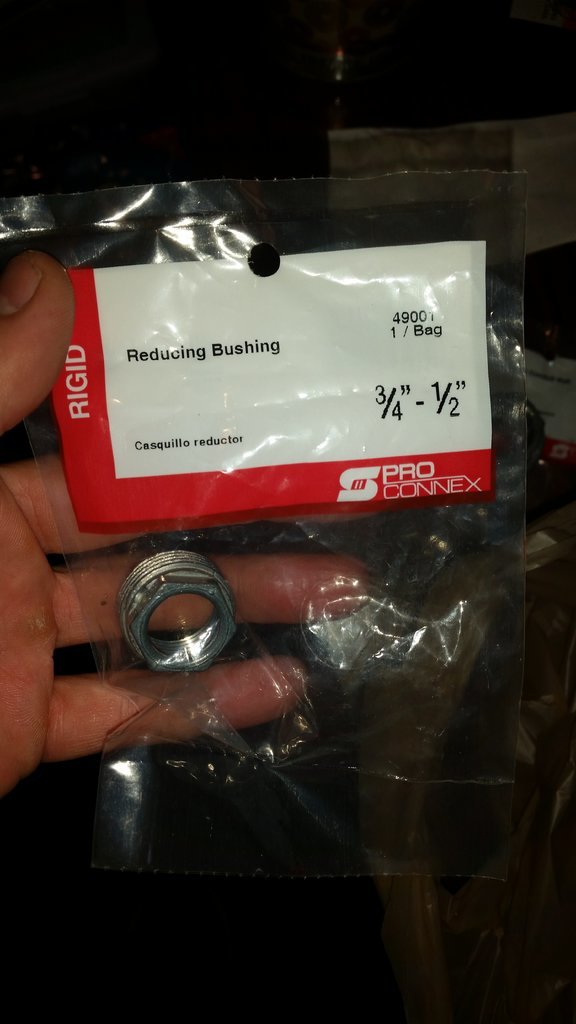 RIGID
Reducing Bushing
49001
1 / Bag
3/4” - 1/2”
Casquillo reductor
PRO
CONNEX